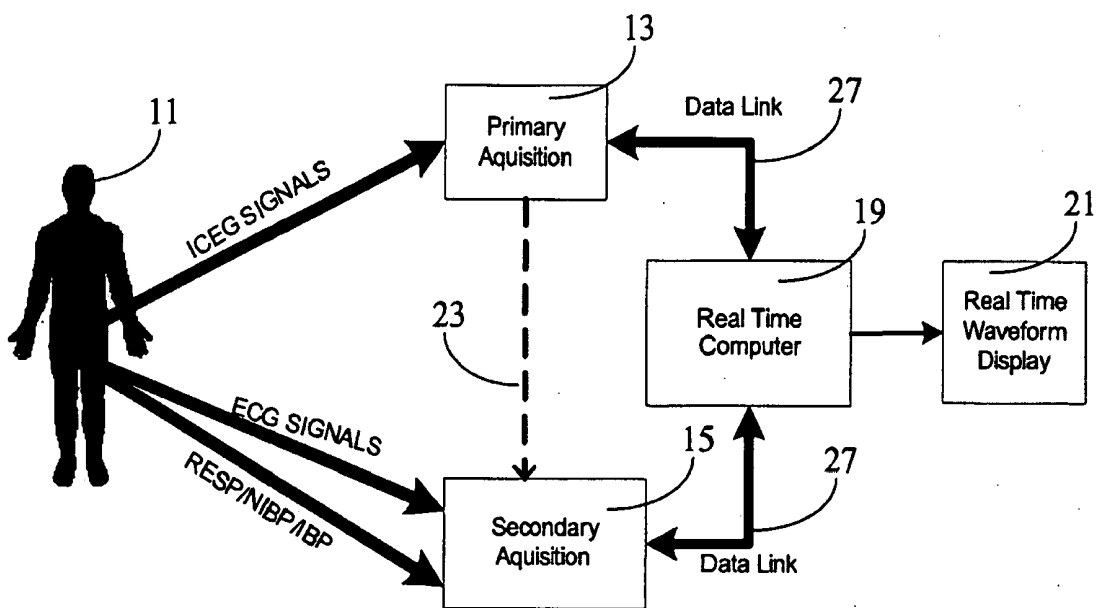 13
11
Primary
Aquisition
Data Link
27
ICEG SIGNALS
19
21
Real Time
Computer
Real Time
Waveform
Display
23
ECG SIGNALS
RESP/NIBP/IBP
15
27
Secondary
Aquisition
Data Link